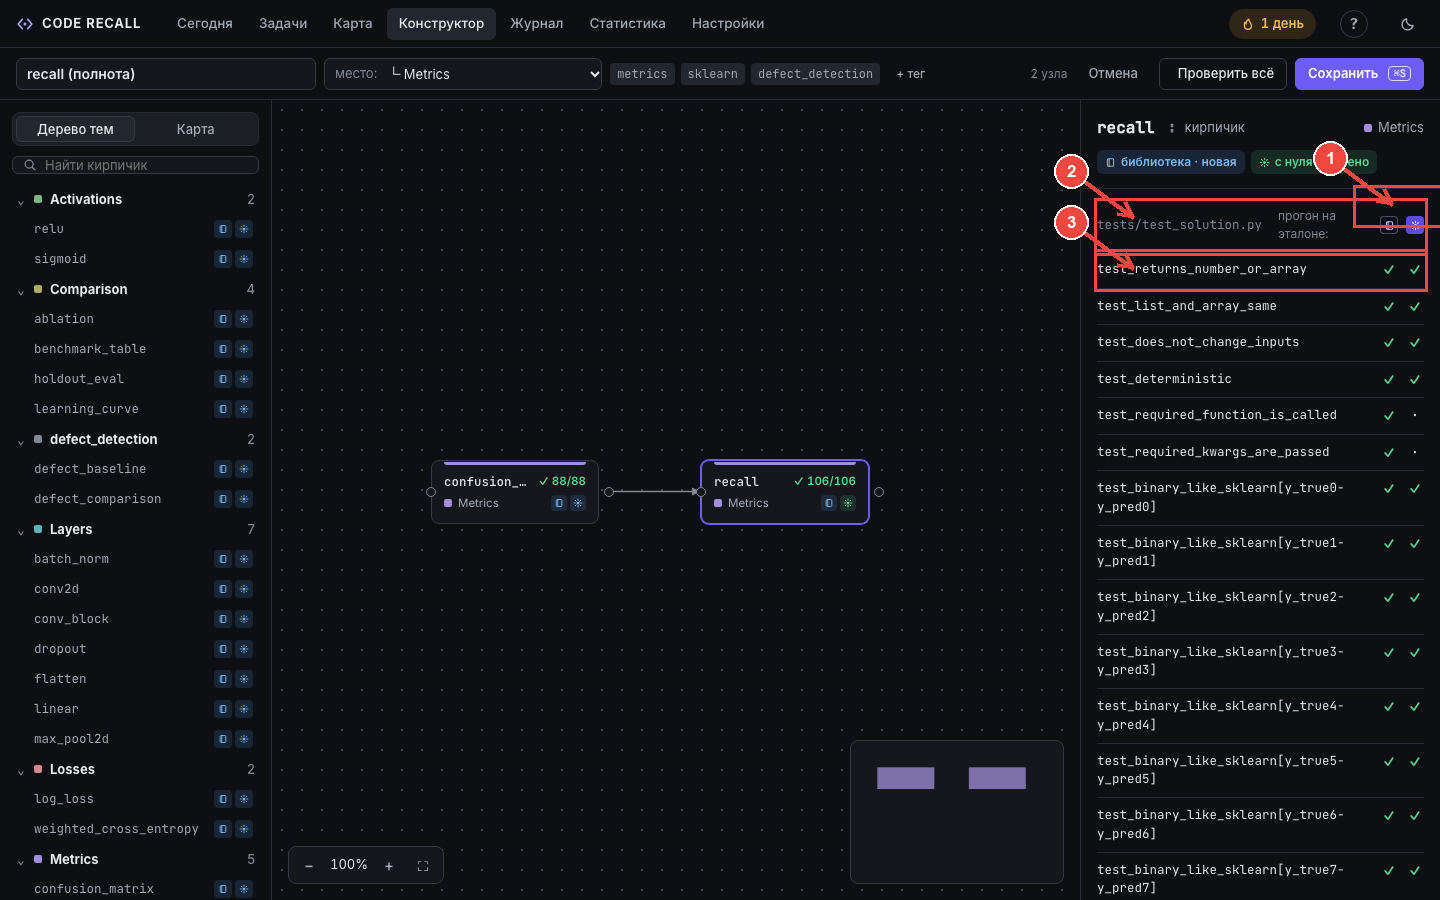 CODE RECALL Сегодня Задачи Карта Конструктор Журнал Статистика Настройки 1 день ?
recall (полнота) место: └ Metrics metrics sklearn defect_detection + тег 2 узла Отмена Проверить всё Сохранить ⌘S
Дерево тем Карта
Найти кирпичик
Activations 2
relu
sigmoid
Comparison 4
ablation
benchmark_table
holdout_eval
learning_curve
defect_detection 2
defect_baseline
defect_comparison
Layers 7
batch_norm
conv2d
conv_block
dropout
flatten
linear
max_pool2d
Losses 2
log_loss
weighted_cross_entropy
Metrics 5
confusion_matrix
confusion_… ✓ 88/88
Metrics
recall ✓ 106/106
Metrics
− 100% +
recall кирпичик Metrics
библиотека · новая с нуля
1
2
3
tests/test_solution.py прогон на
эталоне:
test_returns_number_or_array ✓ ✓
test_list_and_array_same ✓ ✓
test_does_not_change_inputs ✓ ✓
test_deterministic ✓ ✓
test_required_function_is_called ✓ ·
test_required_kwargs_are_passed ✓ ·
test_binary_like_sklearn[y_true0- ✓ ✓
y_pred0]
test_binary_like_sklearn[y_true1- ✓ ✓
y_pred1]
test_binary_like_sklearn[y_true2- ✓ ✓
y_pred2]
test_binary_like_sklearn[y_true3- ✓ ✓
y_pred3]
test_binary_like_sklearn[y_true4- ✓ ✓
y_pred4]
test_binary_like_sklearn[y_true5- ✓ ✓
y_pred5]
test_binary_like_sklearn[y_true6- ✓ ✓
y_pred6]
test_binary_like_sklearn[y_true7- ✓ ✓
y_pred7]